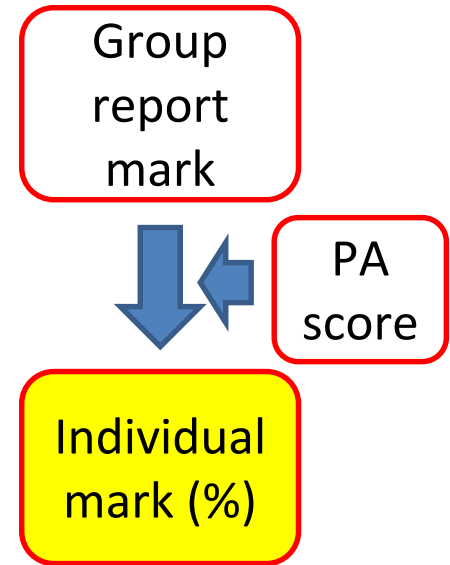 Group
report
mark
PA
score
Individual
mark (%)